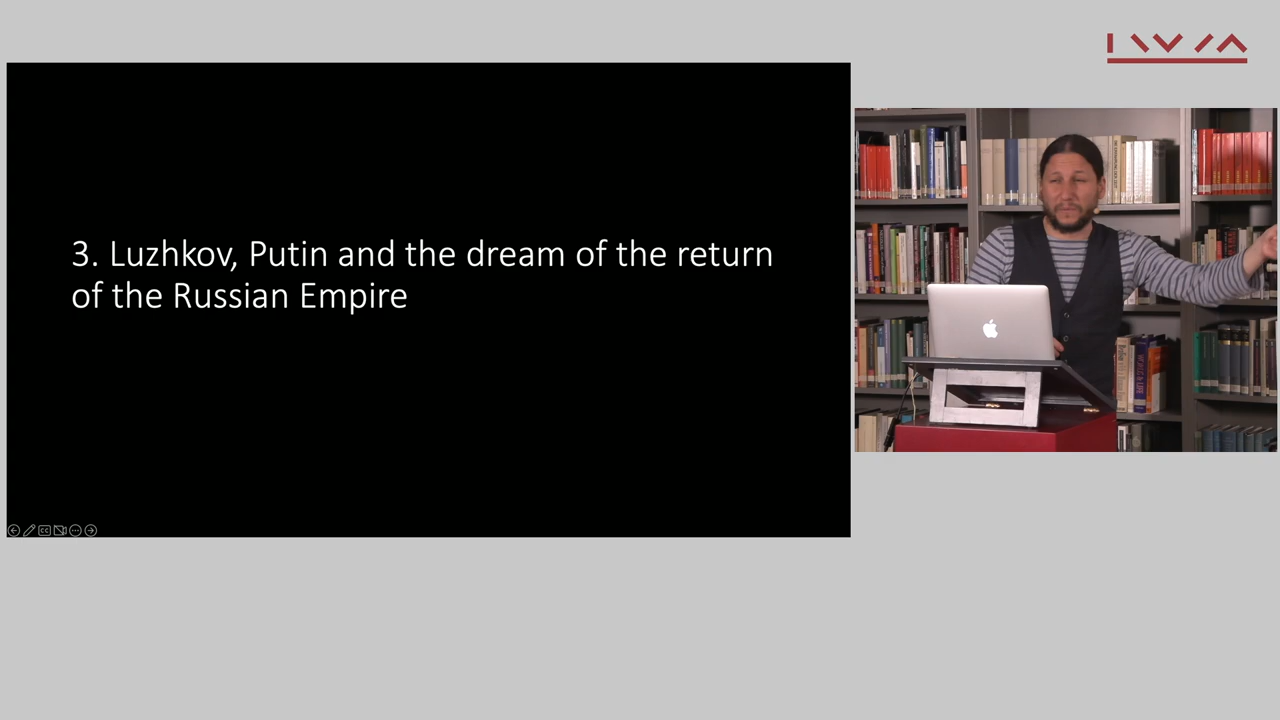 3. Luzhkov, Putin and the dream of the return
of the Russian Empire